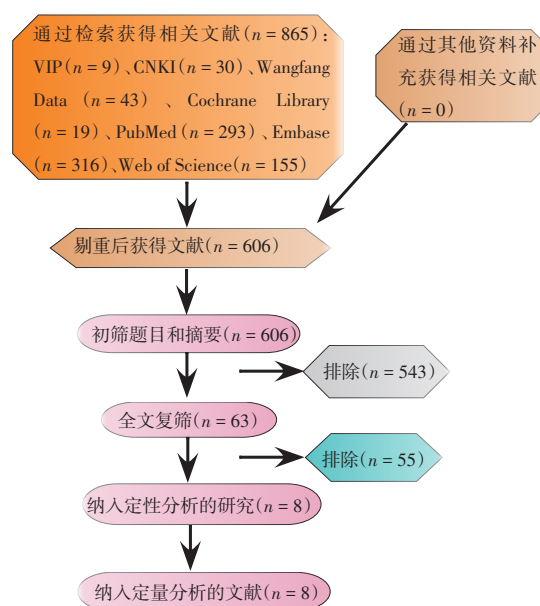 通过检索获得相关文献(n = 865)：
VIP(n = 9)、CNKI(n = 30)、Wangfang
Data (n = 43) 、 Cochrane Library
(n = 19)、PubMed(n = 293)、Embase
(n = 316)、Web of Science(n = 155)
通过其他资料补
充获得相关文献
(n = 0)
剔重后获得文献(n = 606)
初筛题目和摘要(n = 606)
排除(n = 543)
全文复筛(n = 63)
排除(n = 55)
纳入定性分析的研究(n = 8)
纳入定量分析的文献(n = 8)